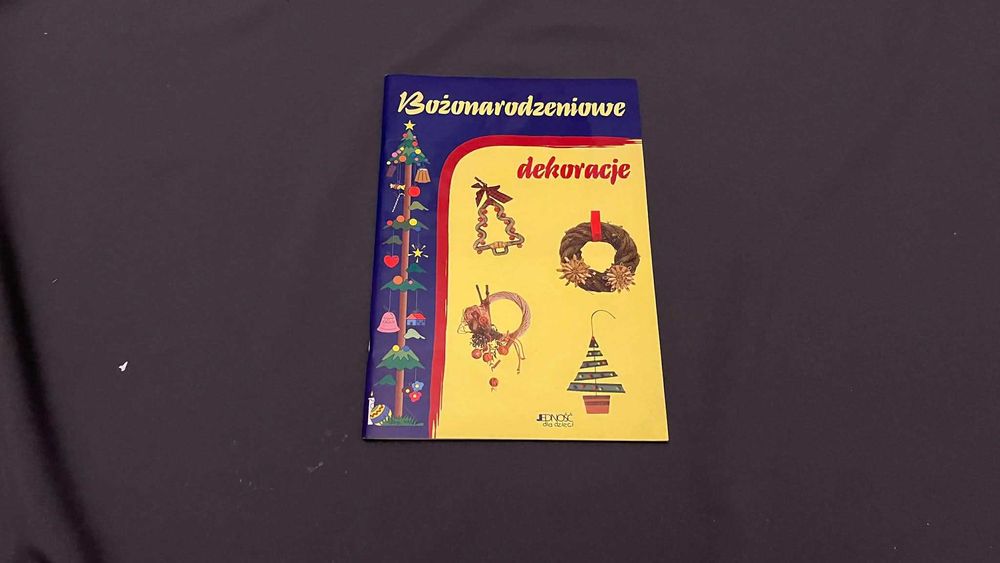 Bożonarodzeniowe
dekoracje
JEDNOŚĆ
dla dzieci